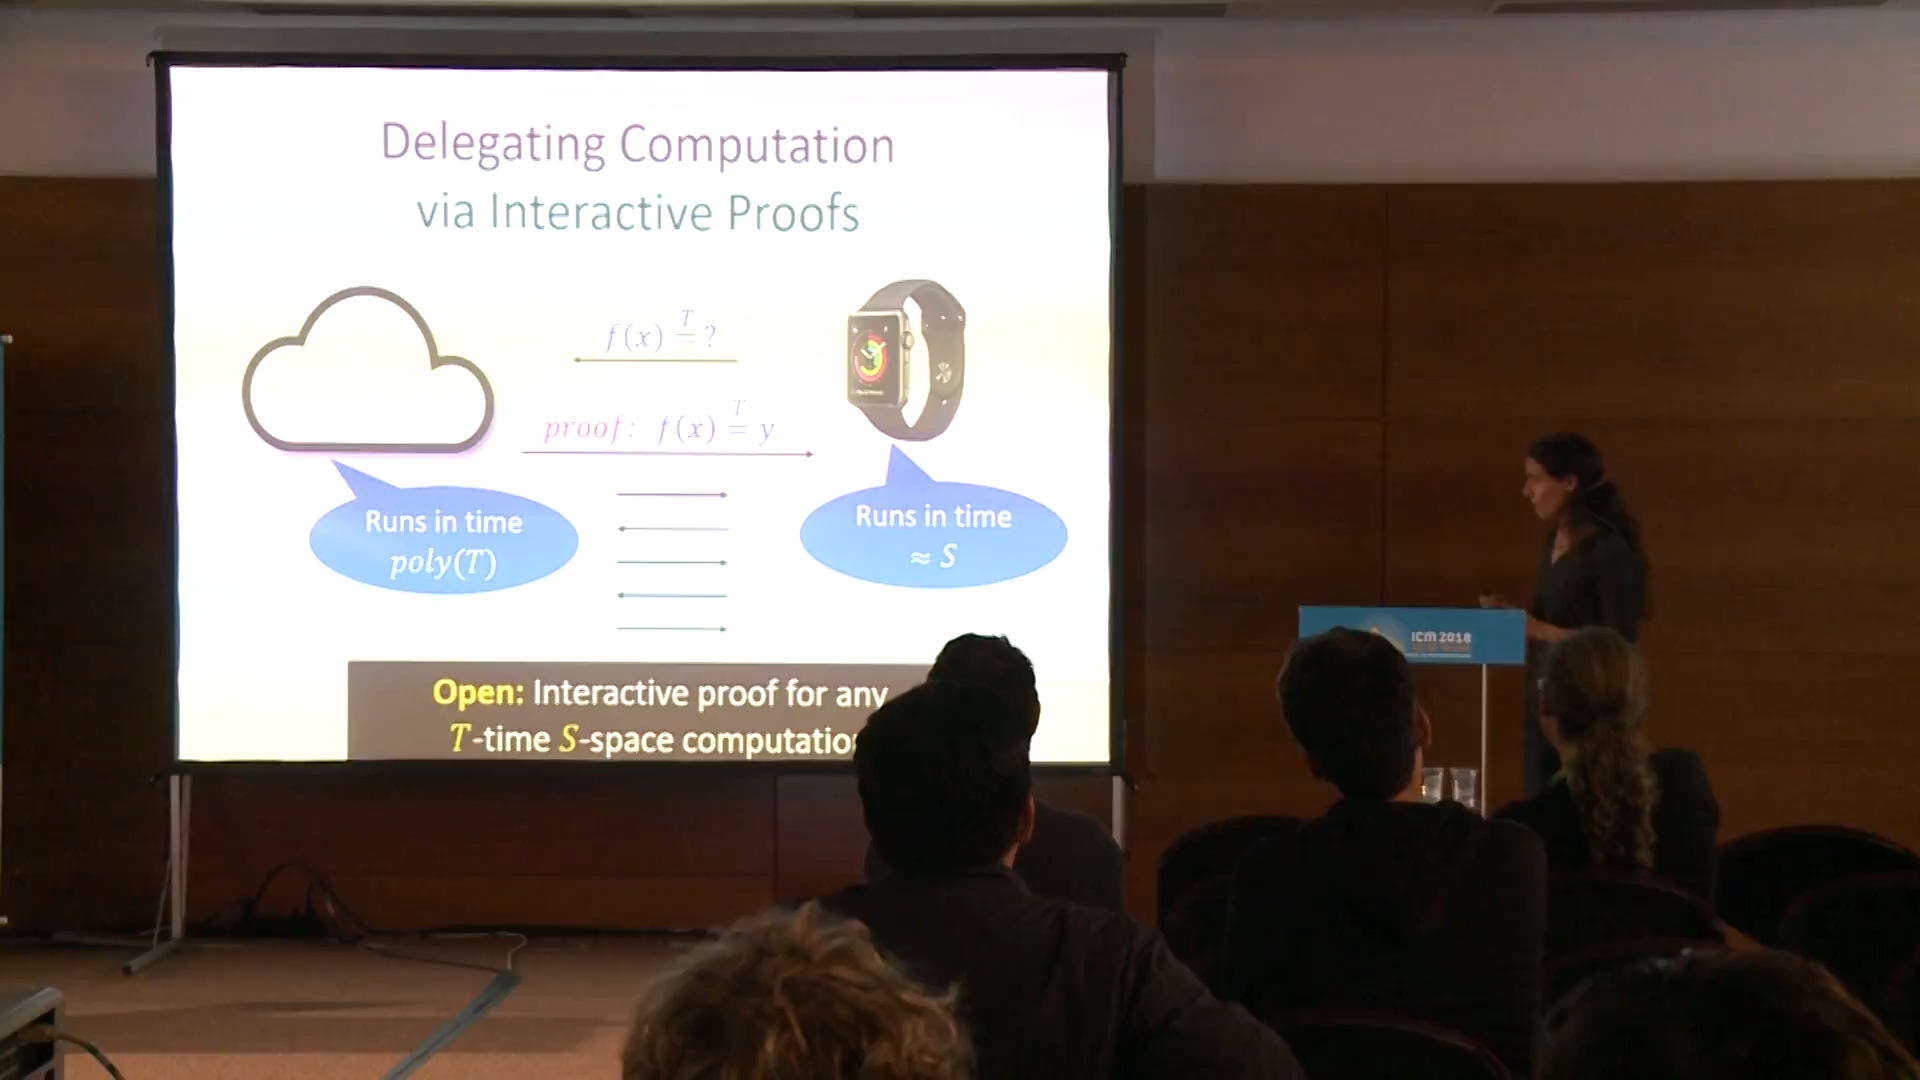 Delegating Computation
via Interactive Proofs
f(x) T= ?
proof: f(x) T= y
Runs in time
poly(T)
Runs in time
≈ S
Open: Interactive proof for any
T-time S-space computation
ICM 2018